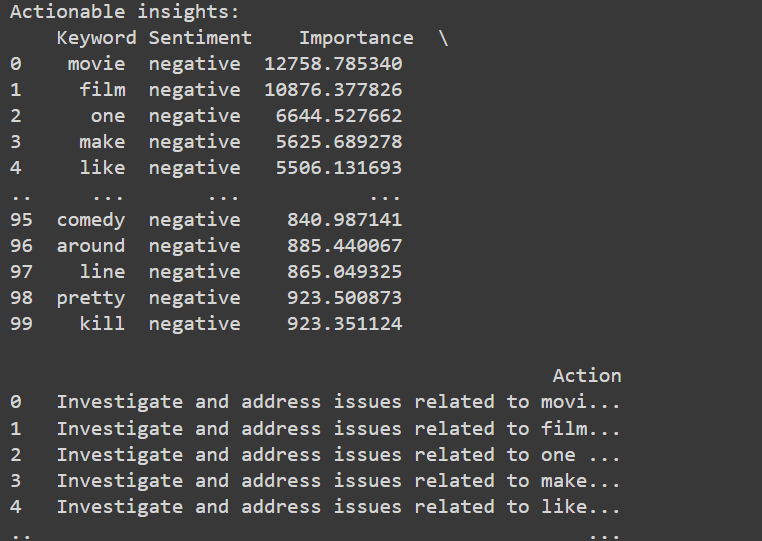 Actionable insights:
Keyword Sentiment Importance \
0 movie negative 12758.785340
1 film negative 10876.377826
2 one negative 6644.527662
3 make negative 5625.689278
4 like negative 5506.131693
.. ... ... ...
95 comedy negative 840.987141
96 around negative 885.440067
97 line negative 865.049325
98 pretty negative 923.500873
99 kill negative 923.351124
Action
0 Investigate and address issues related to movi...
1 Investigate and address issues related to film...
2 Investigate and address issues related to one ...
3 Investigate and address issues related to make...
4 Investigate and address issues related to like...
.. ...